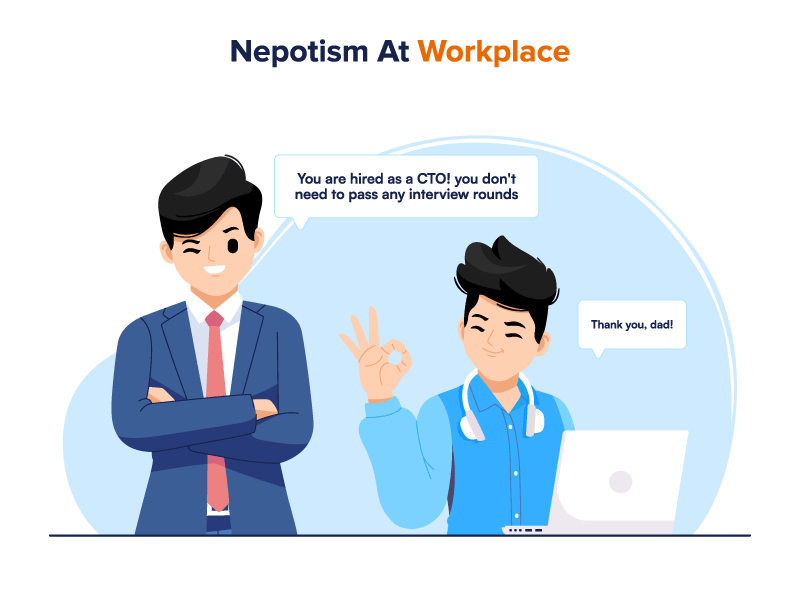 Nepotism At Workplace
You are hired as a CTO! you don't
need to pass any interview rounds
Thank you, dad!